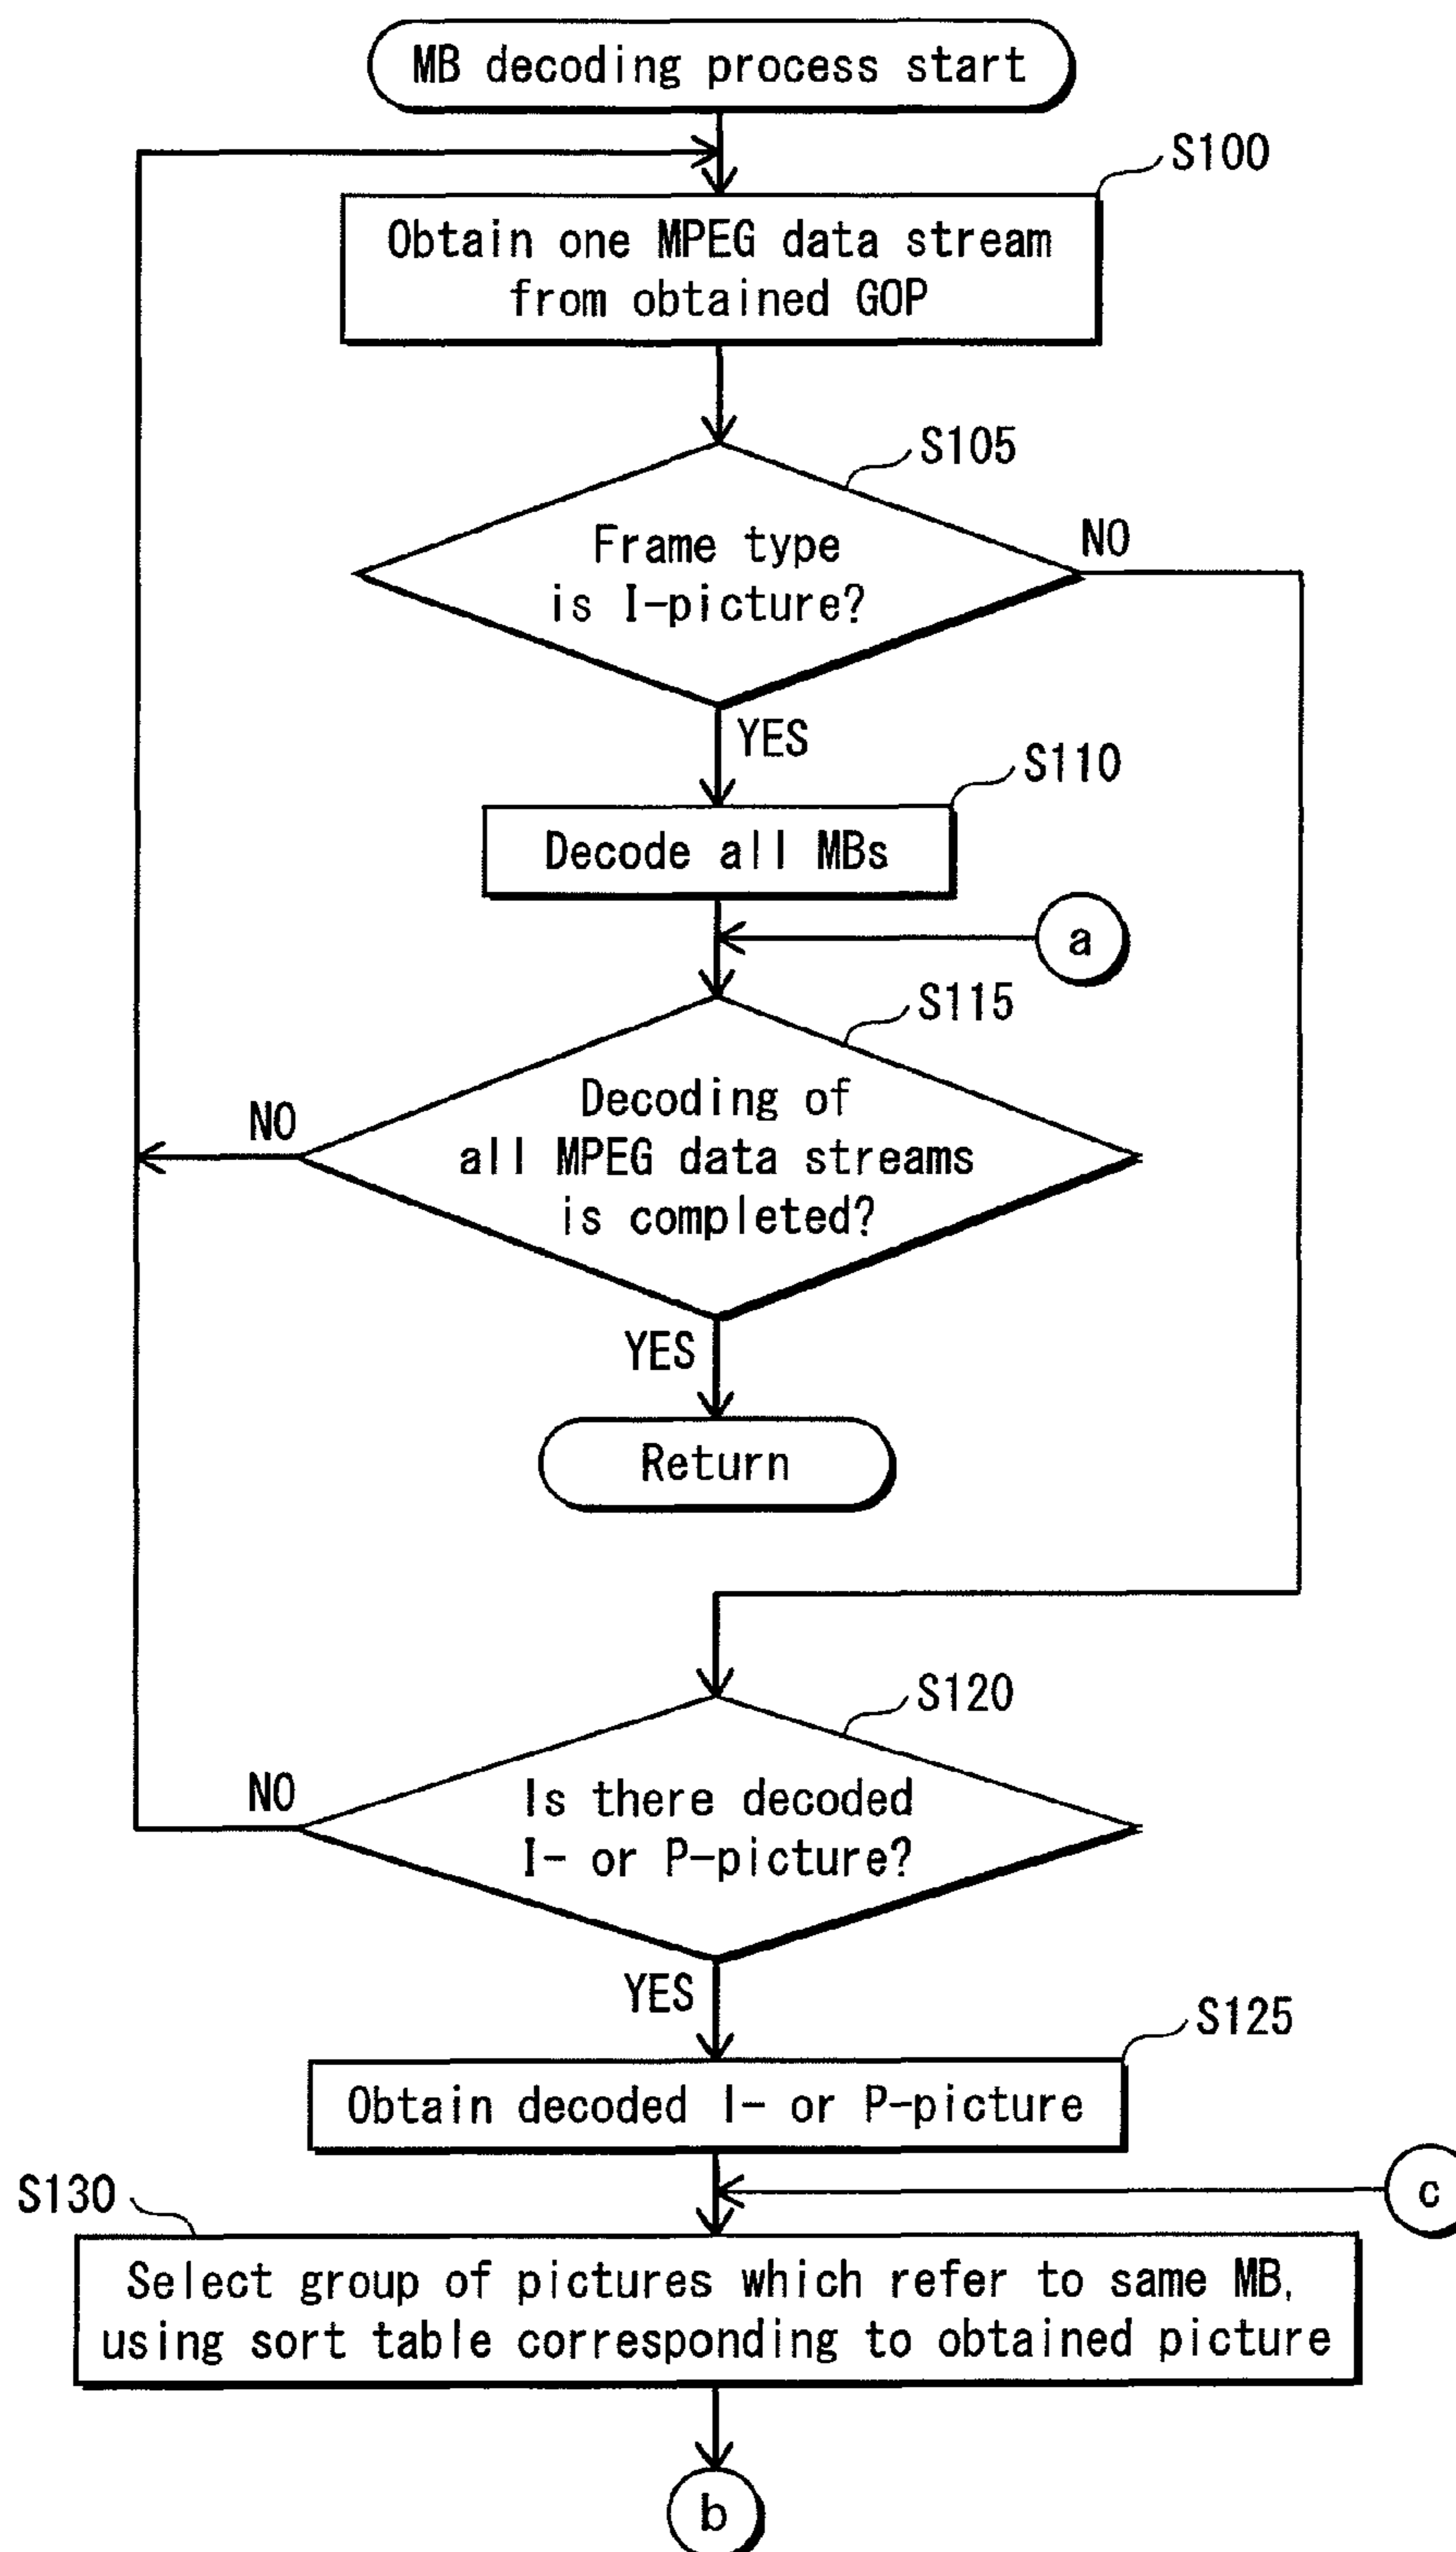 MB decoding process start
S100
Obtain one MPEG data stream
from obtained GOP
S105
Frame type
is I-picture?
NO
YES
S110
Decode all MBs
a
S115
Decoding of
all MPEG data streams
is completed?
NO
YES
Return
S120
Is there decoded
I- or P-picture?
NO
YES
S125
Obtain decoded I- or P-picture
c
S130
Select group of pictures which refer to same MB,
using sort table corresponding to obtained picture
b